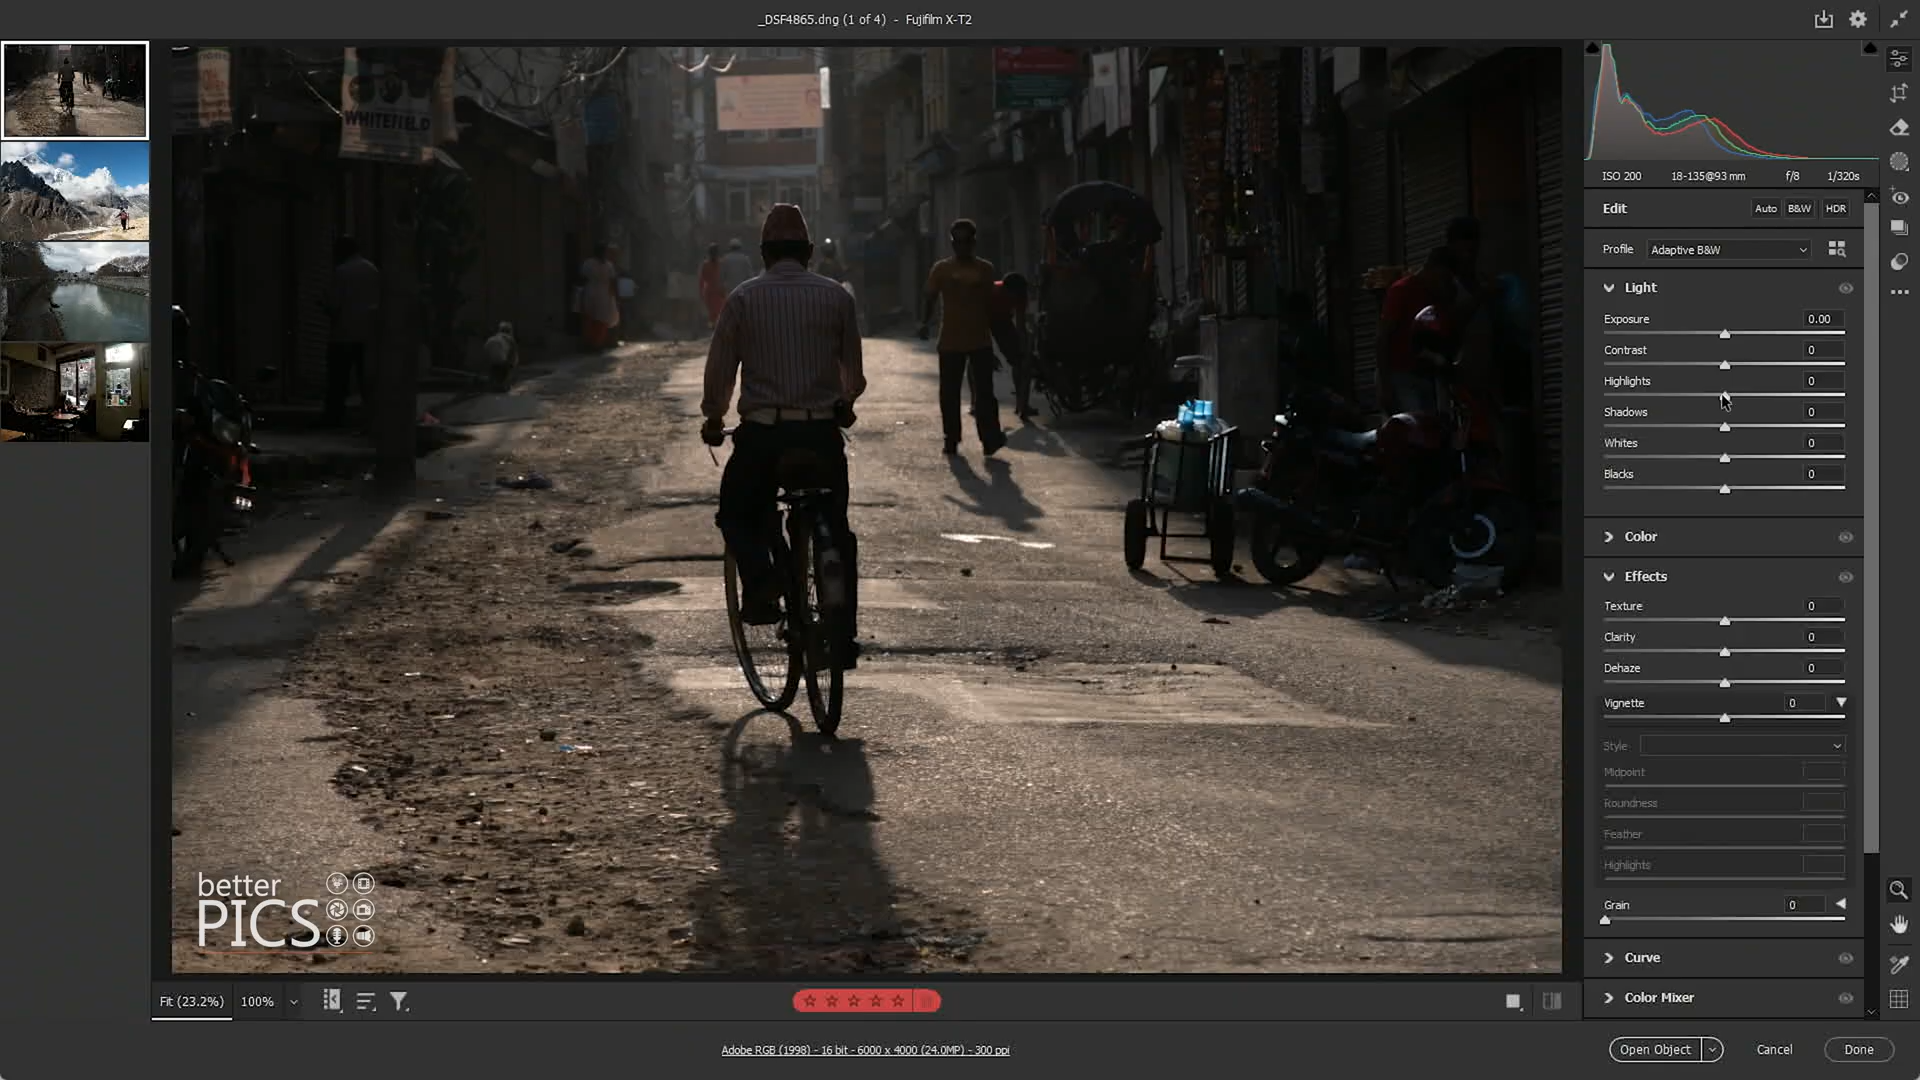 _DSF4865.dng (1 of 4) - Fujifilm X-T2
WHITEFIELD
ISO 200 18-135@93 mm f/8 1/320s
Edit Auto B&W HDR
Profile Adaptive B&W
Light
Exposure 0.00
Contrast 0
Highlights 0
Shadows 0
Whites 0
Blacks 0
Color
Effects
Texture 0
Clarity 0
Dehaze 0
Vignette 0
Style
Midpoint
Roundness
Feather
Highlights
Grain 0
Curve
Color Mixer
better
PICS
Fit (23.2%) 100%
Adobe RGB (1998) - 16 bit - 6000 x 4000 (24.0MP) - 300 ppi
Open Object Cancel Done